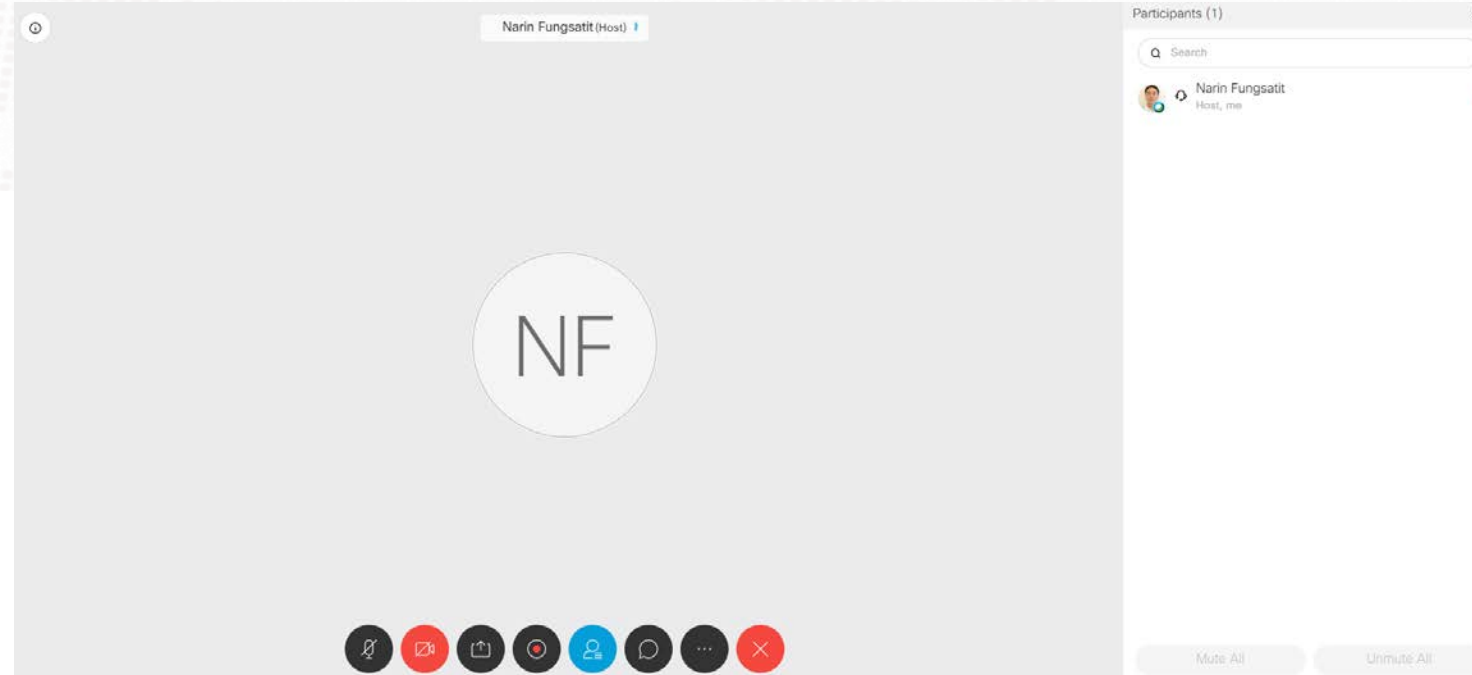 Narin Fungsatit (Host)
NF
Participants (1)
Search
Narin Fungsatit
Host, me
Mute All
Unmute All